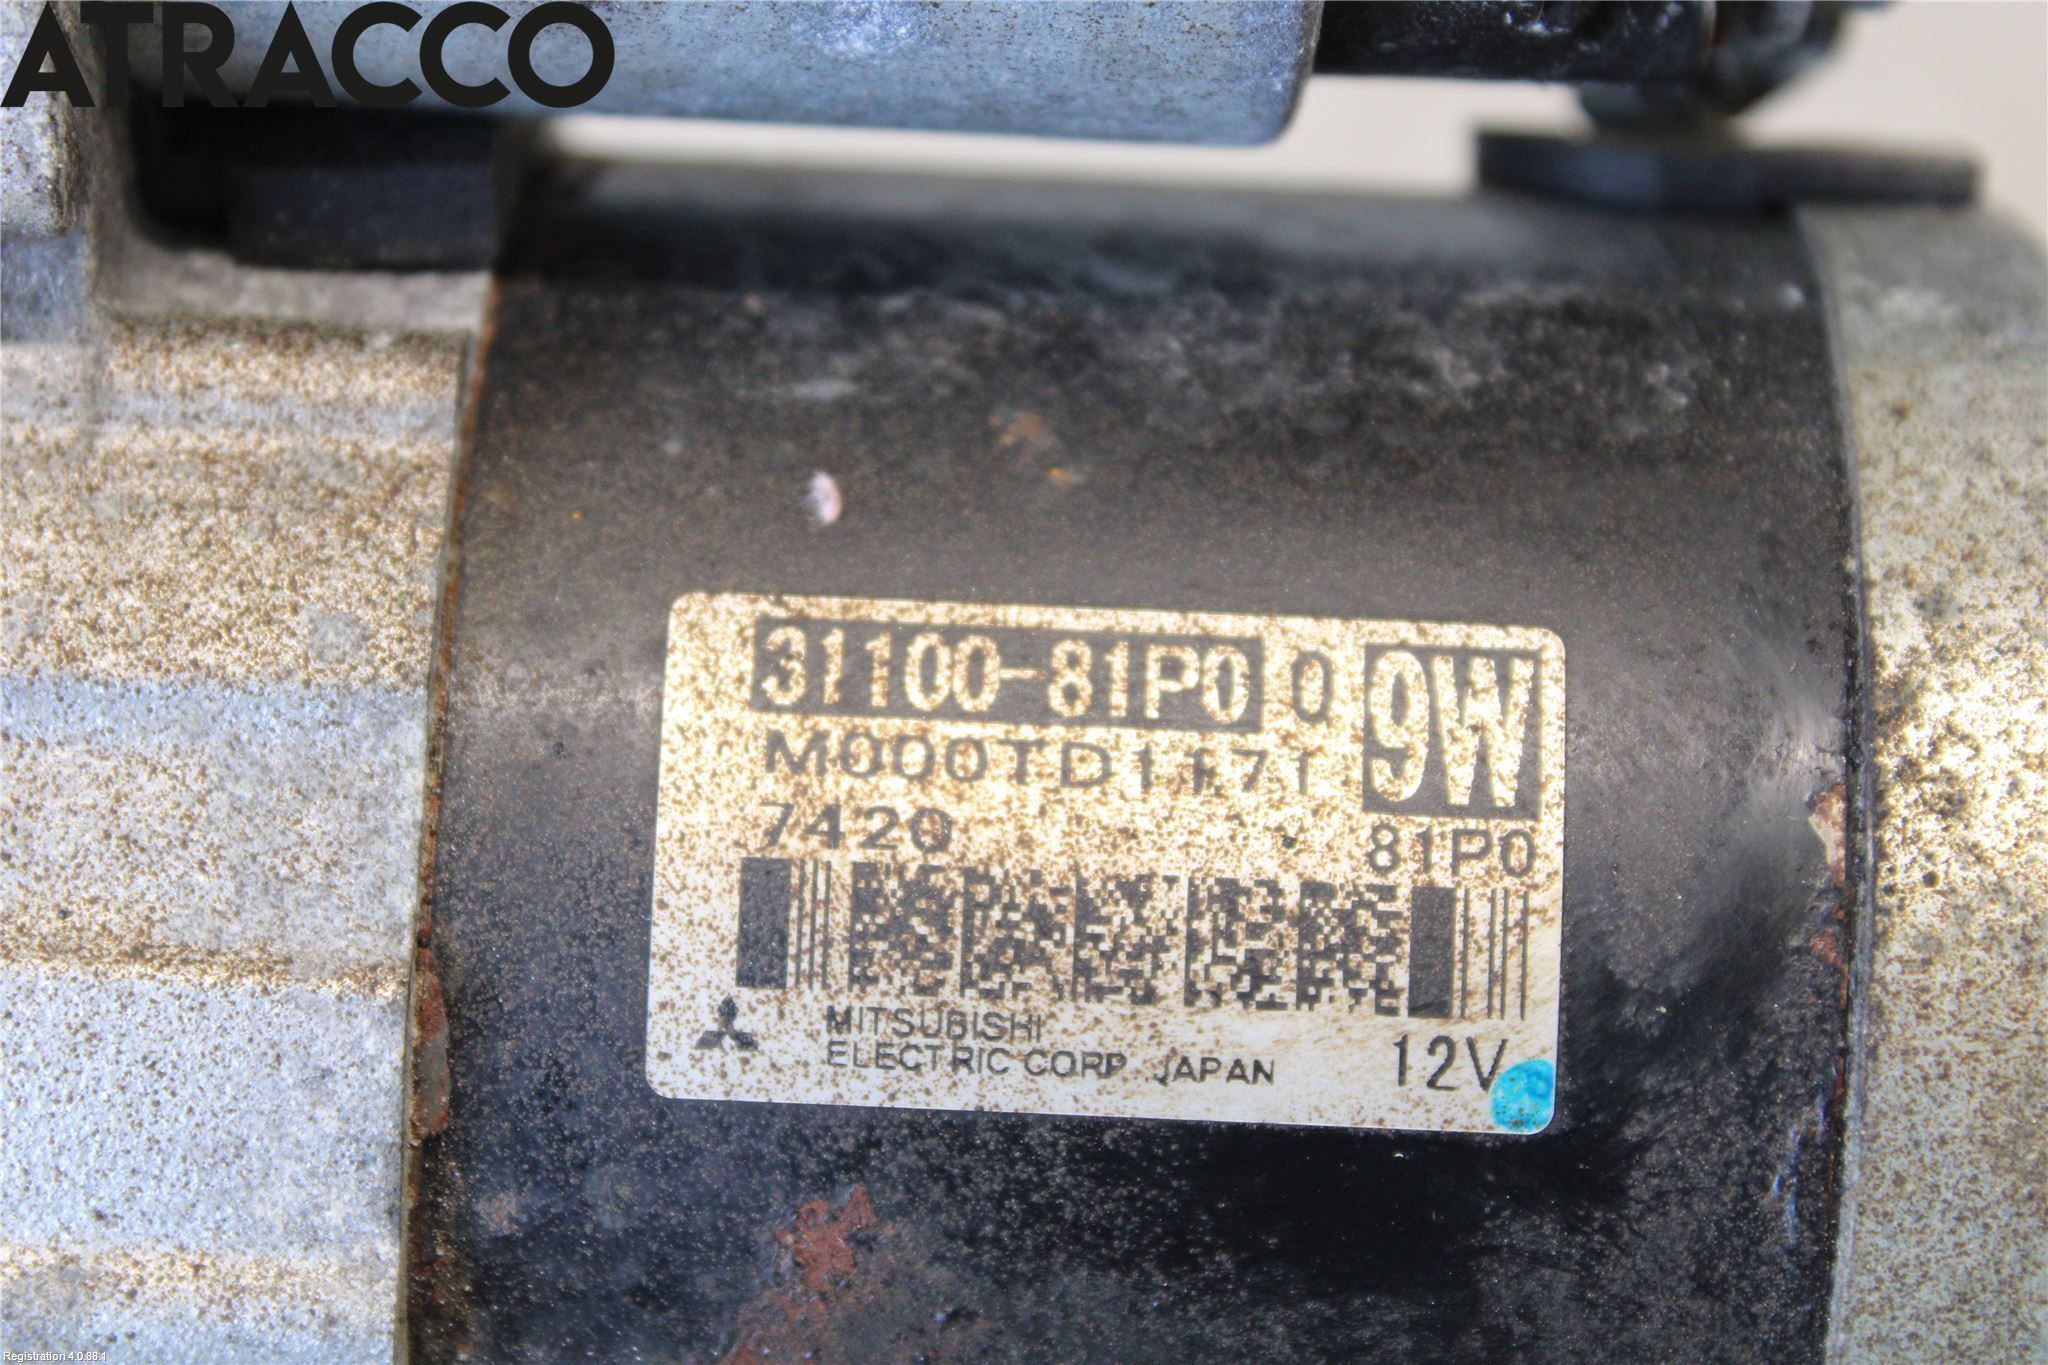 ATRACCO
31100-81P0 0 9W
M000TD1171
7420
81P0
MITSUBISHI
ELECTRIC CORP. JAPAN
12V
Registration 4.0.88.1